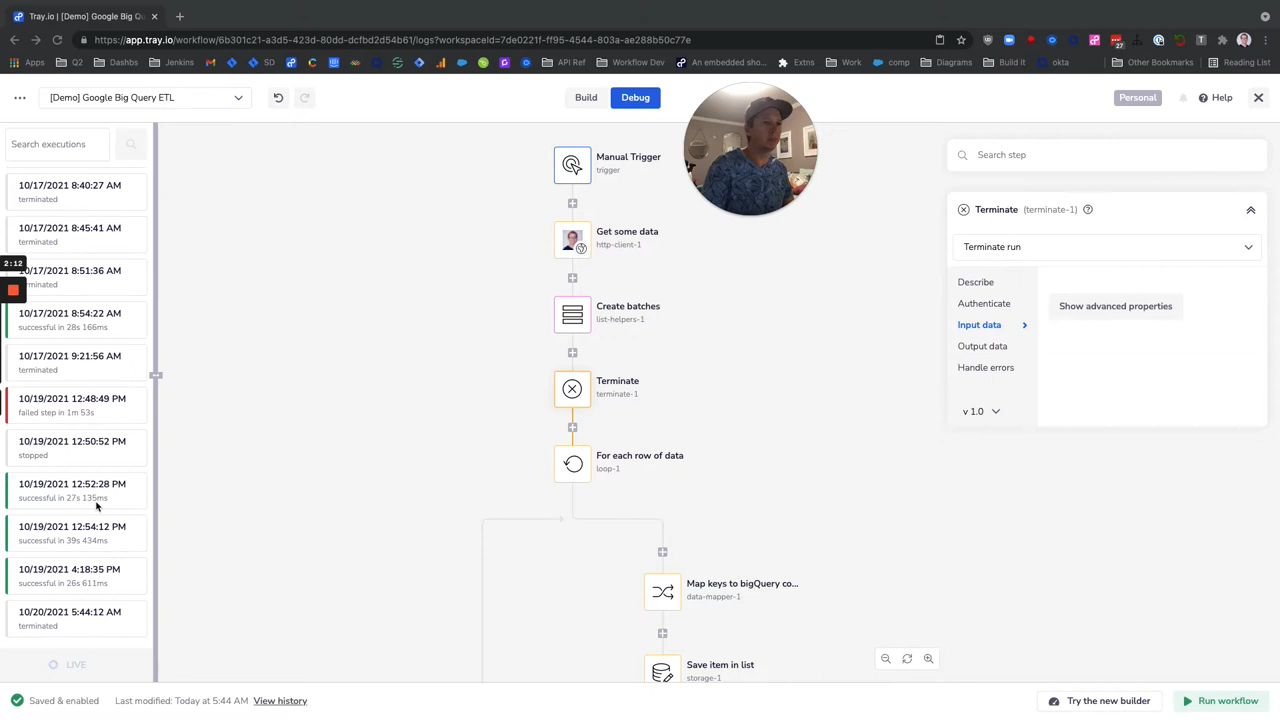 Tray.io | [Demo] Google Big Qu
https://app.tray.io/workflow/6b301c21-a3d5-423d-80dd-dcfbd2d54b61/logs?workspaceId=7de0221f-ff95-4544-803a-ae288b50c77e
27
Apps
Q2
Dashbs
Jenkins
SD
API Ref
Workflow Dev
An embedded sho...
Extns
Work
comp
Diagrams
Build It
okta
Other Bookmarks
Reading List
[Demo] Google Big Query ETL
Build
Debug
Personal
Help
Search executions
10/17/2021 8:40:27 AM
terminated
10/17/2021 8:45:41 AM
terminated
2:12
10/17/2021 8:51:36 AM
rminated
10/17/2021 8:54:22 AM
successful in 28s 166ms
10/17/2021 9:21:56 AM
terminated
10/19/2021 12:48:49 PM
failed step in 1m 53s
10/19/2021 12:50:52 PM
stopped
10/19/2021 12:52:28 PM
successful in 27s 135ms
10/19/2021 12:54:12 PM
successful in 39s 434ms
10/19/2021 4:18:35 PM
successful in 26s 611ms
10/20/2021 5:44:12 AM
terminated
LIVE
Manual Trigger
trigger
Get some data
http-client-1
Create batches
list-helpers-1
Terminate
terminate-1
For each row of data
loop-1
Map keys to bigQuery co...
data-mapper-1
Save item in list
storage-1
Search step
Terminate (terminate-1)
Terminate run
Describe
Authenticate
Input data
Output data
Handle errors
v 1.0
Show advanced properties
Saved & enabled
Last modified: Today at 5:44 AM
View history
Try the new builder
Run workflow